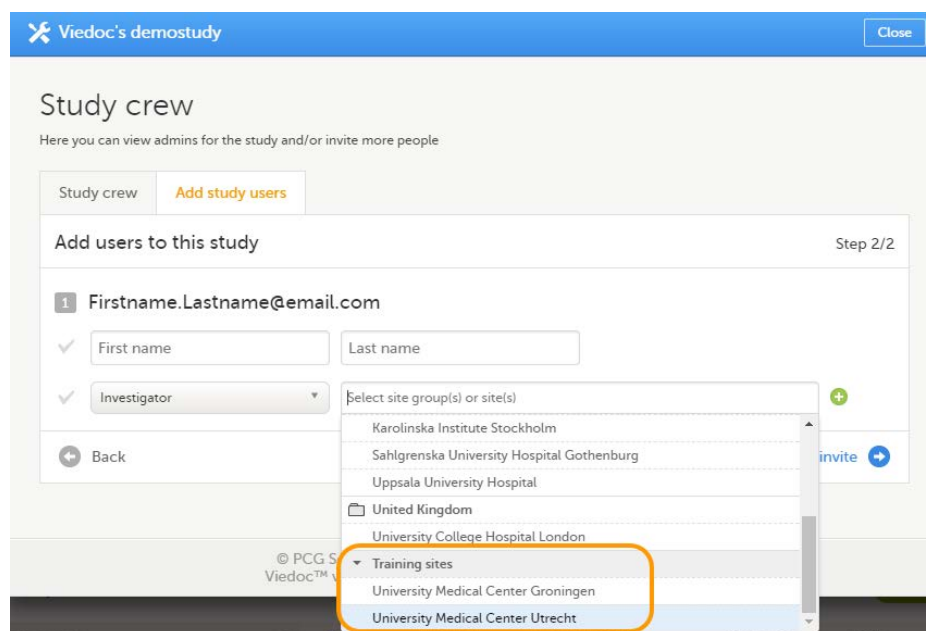 Viedoc's demostudy
Close
Study crew
Here you can view admins for the study and/or invite more people
Study crew
Add study users
Add users to this study
Step 2/2
1 Firstname.Lastname@email.com
First name
Last name
Investigator
Select site group(s) or site(s)
Karolinska Institute Stockholm
Sahlgrenska University Hospital Gothenburg
Back
invite
Uppsala University Hospital
United Kingdom
University College Hospital London
© PCG
Training sites
Viedoc™
University Medical Center Groningen
University Medical Center Utrecht